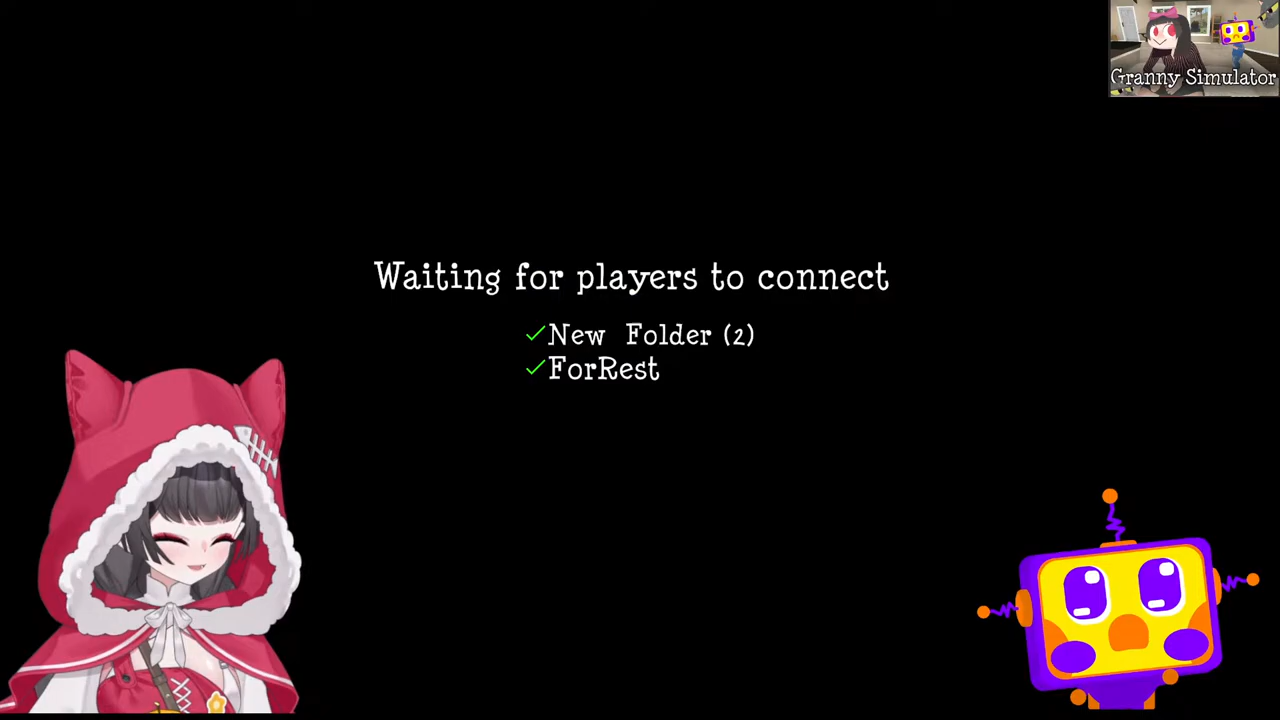 Granny Simulator
Waiting for players to connect
New Folder (2)
ForRest